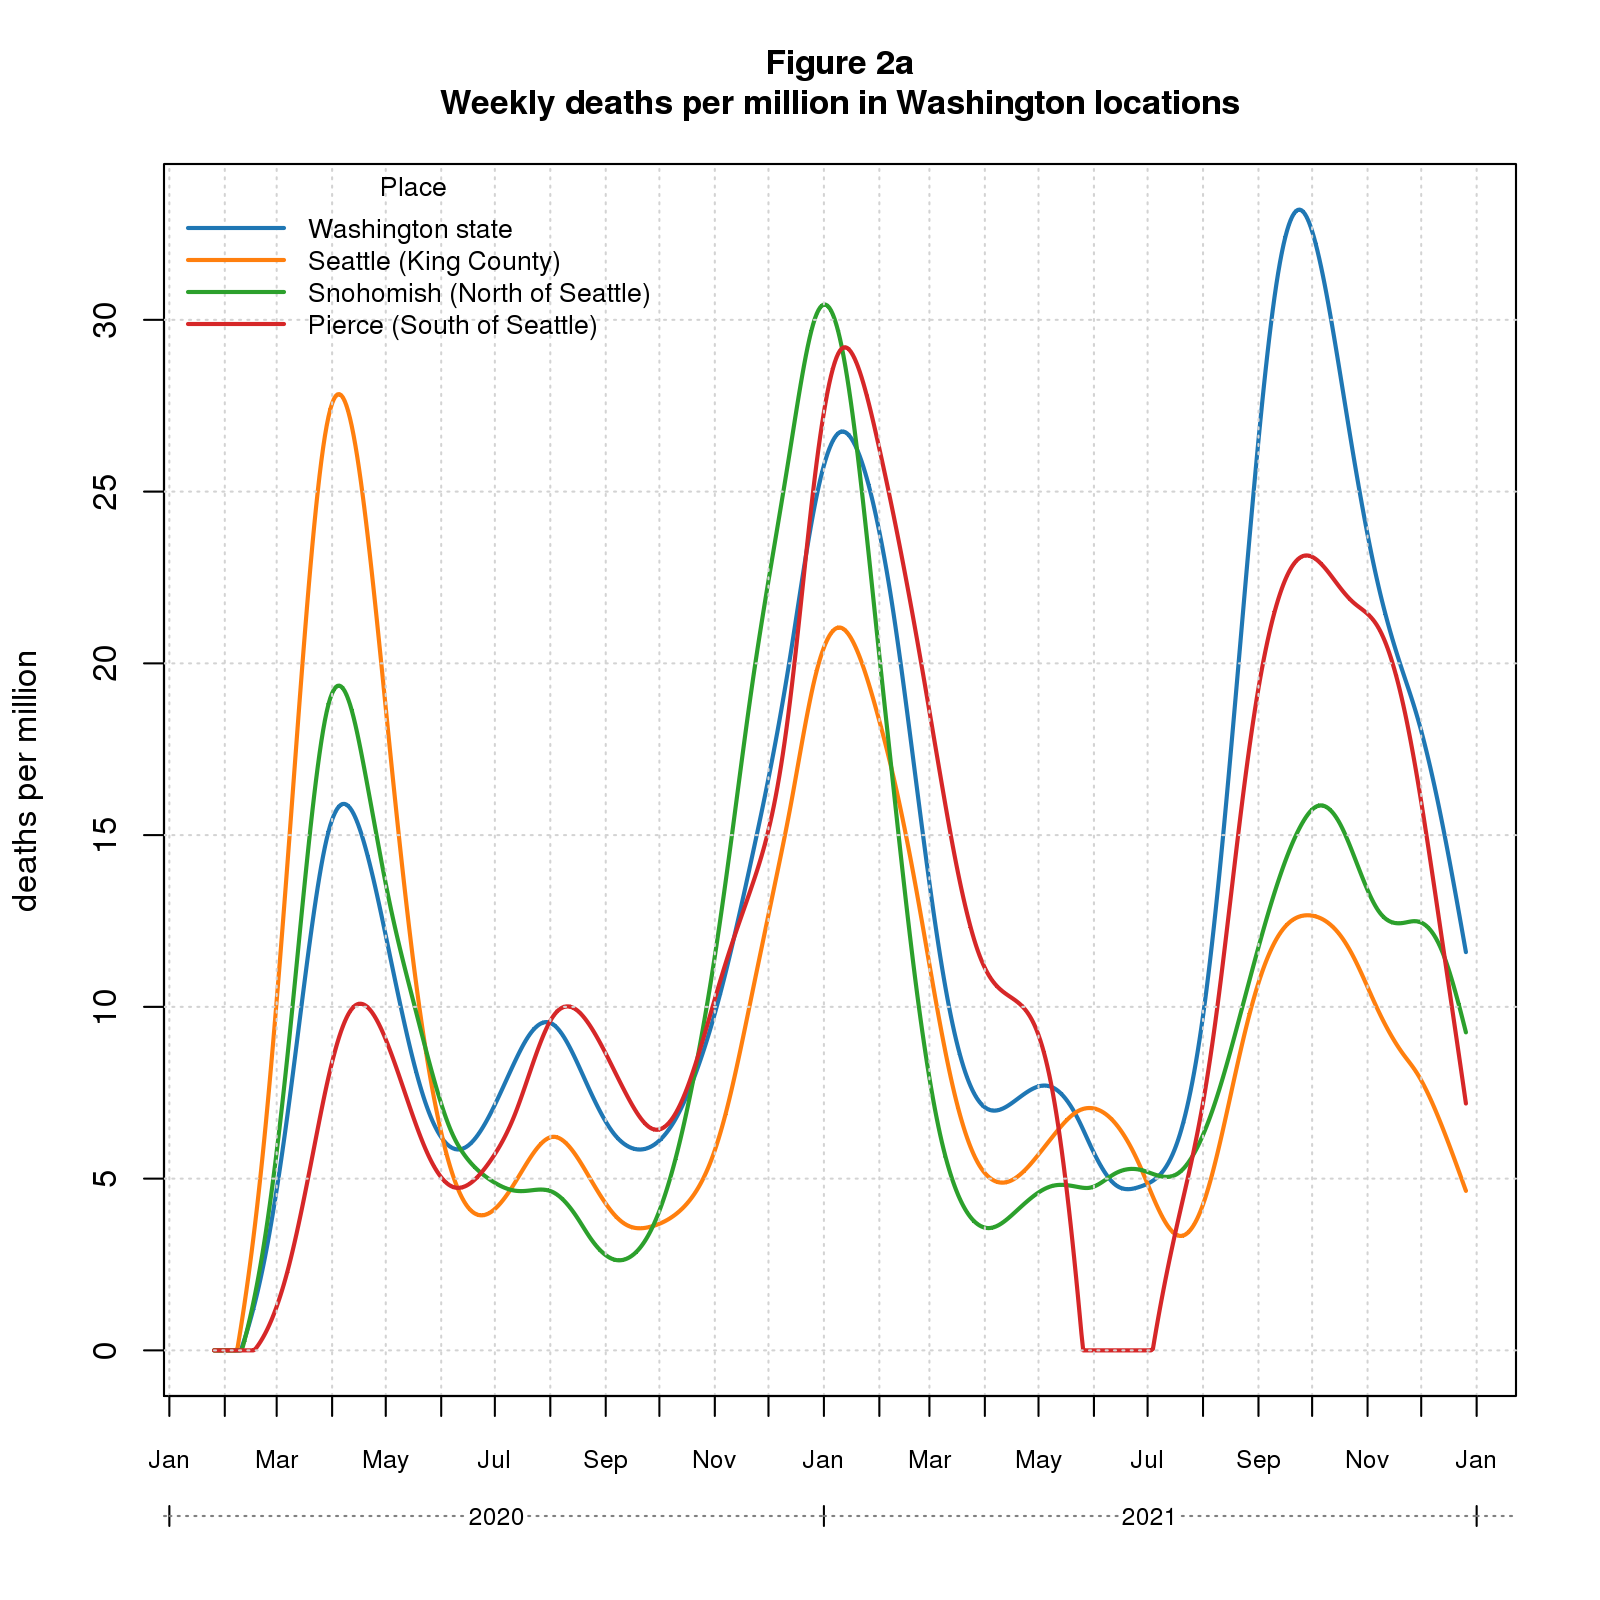 Figure 2a
Weekly deaths per million in Washington locations
Place
Washington state
Seattle (King County)
Snohomish (North of Seattle)
Pierce (South of Seattle)
deaths per million
30
25
20
15
10
5
0
Jan Mar May Jul Sep Nov Jan Mar May Jul Sep Nov Jan
2020 2021